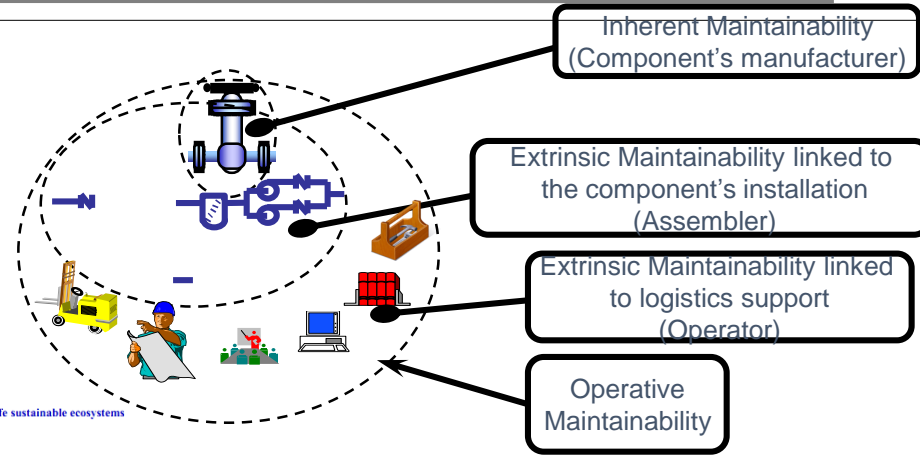 Inherent Maintainability
(Component's manufacturer)
Extrinsic Maintainability linked to
the component's installation
(Assembler)
Extrinsic Maintainability linked
to logistics support
(Operator)
Operative
Maintainability
fe sustainable ecosystems